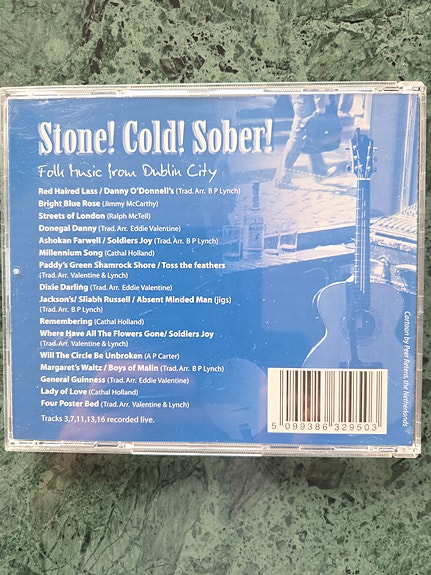 Stone! Cold! Sober!
Folk Music from Dublin City
Red Haired Lass / Danny O'Donnell's (Trad. Arr. B P Lynch)
Bright Blue Rose (Jimmy McCarthy)
Streets of London (Ralph McTell)
Donegal Danny (Trad. Arr. Eddie Valentine)
Ashokan Farwell / Soldiers Joy (Trad. Arr. B P Lynch)
Millennium Song (Cathal Holland)
Paddy's Green Shamrock Shore / Toss the feathers
(Trad. Arr. Valentine & Lynch)
Dixie Darling (Trad. Arr. Eddie Valentine)
Jackson's/ Sliabh Russell / Absent Minded Man (jigs)
(Trad. Arr. B P Lynch)
Remembering (Cathal Holland)
Where Have All The Flowers Gone/ Soldiers Joy
(Trad. Arr. Valentine & Lynch)
Will The Circle Be Unbroken (A P Carter)
Margaret's Waltz / Boys of Malin (Trad. Arr. B P Lynch)
General Guinness (Trad. Arr. Eddie Valentine)
Lady of Love (Cathal Holland)
Four Poster Bed (Trad. Arr. Valentine & Lynch)
Tracks 3,7,11,13,16 recorded live.
5 099386 329503